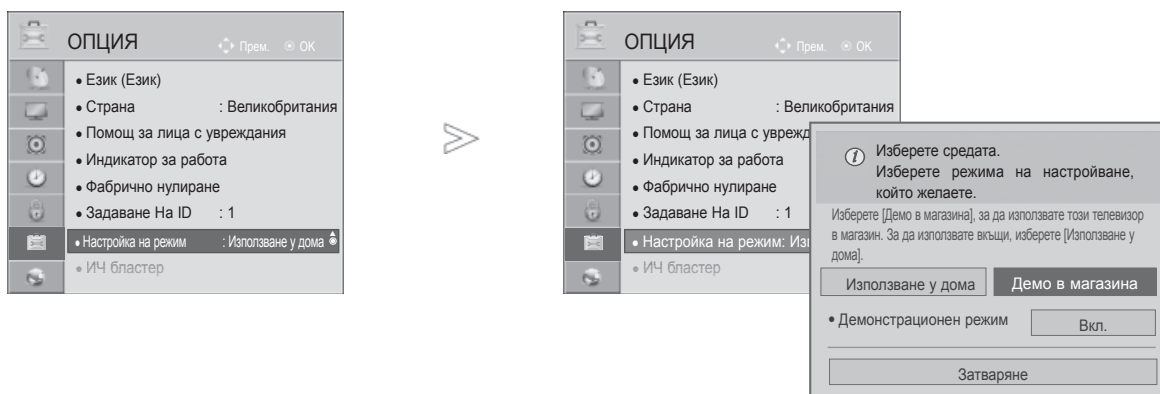 ОПЦИЯ Прем. OK
• Език (Език)
• Страна : Великобритания
• Помощ за лица с увреждания
• Индикатор за работа
• Фабрично нулиране
• Задаване На ID : 1
• Настройка на режим : Използване у дома
• ИЧ бластер
ОПЦИЯ Прем. OK
• Език (Език)
• Страна : Великобритания
• Помощ за лица с уврежд
• Индикатор за работа
• Фабрично нулиране
• Задаване На ID : 1
• Настройка на режим: Из
• ИЧ бластер
Изберете средата.
Изберете режима на настройване,
който желаете.
Изберете [Демо в магазина], за да използвате този телевизор
в магазин. За да използвате вкъщи, изберете [Използване у
дома].
Използване у дома Демо в магазина
• Демонстрационен режим Вкл.
Затваряне